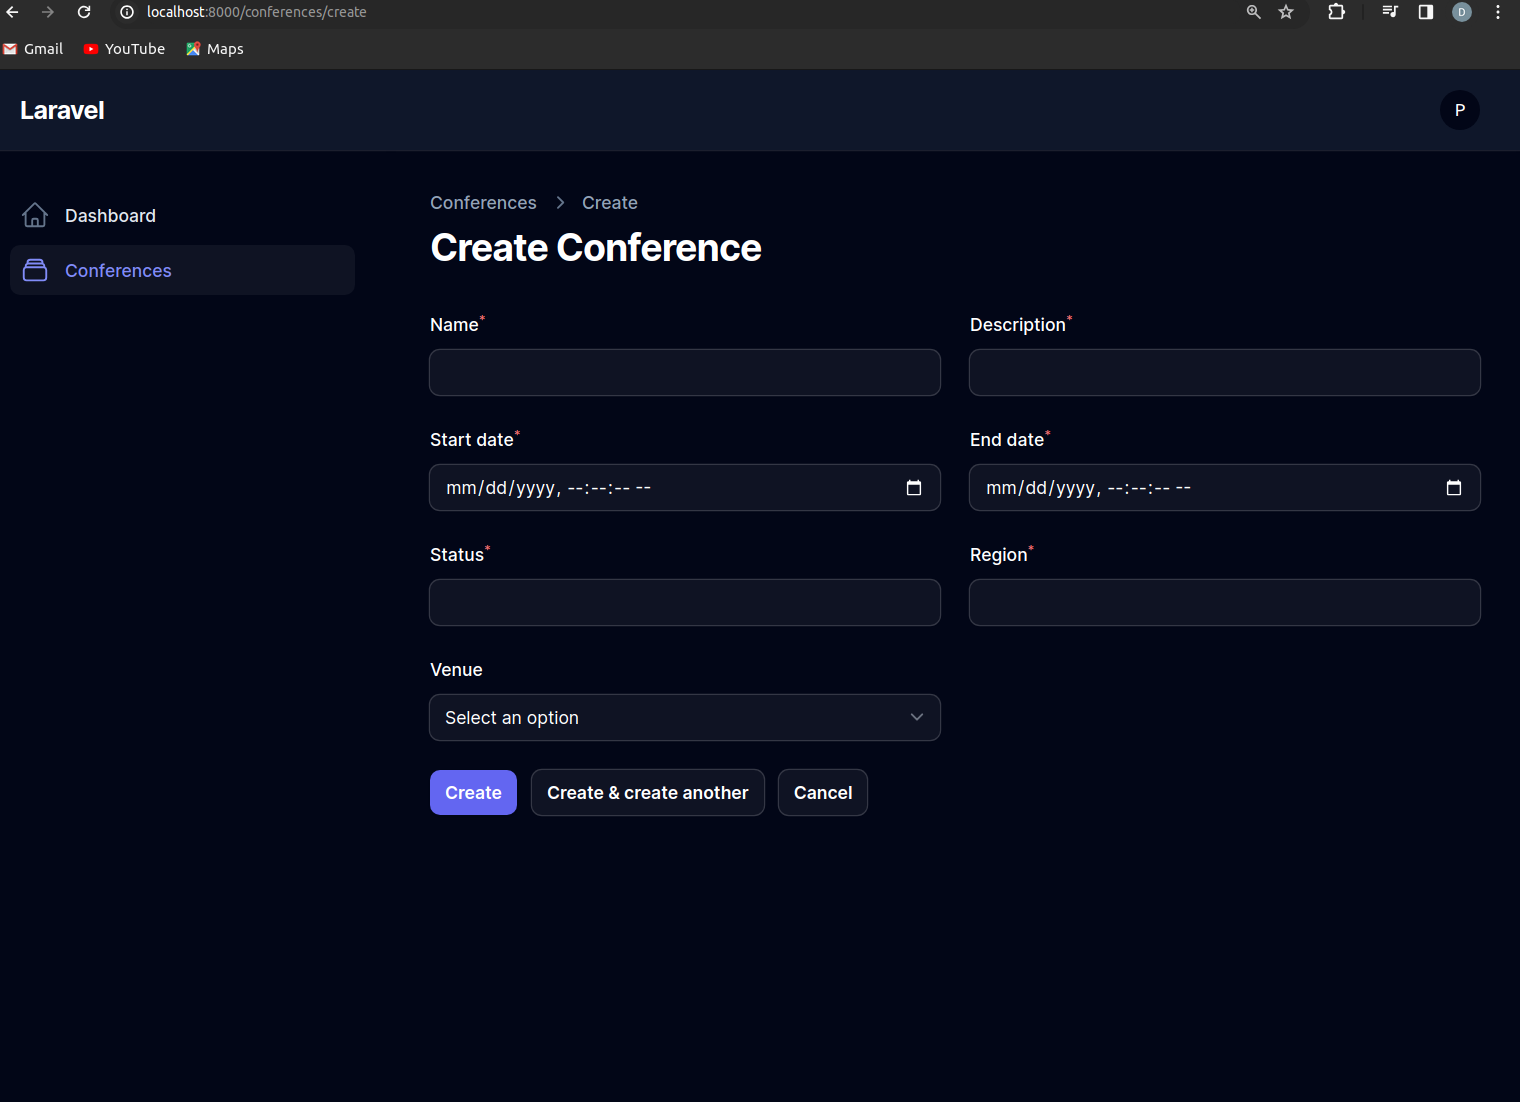 localhost:8000/conferences/create
D
Gmail YouTube Maps
Laravel
P
Dashboard
Conferences
Conferences > Create
Create Conference
Name* Description*
Start date* End date*
mm/dd/yyyy, --:--:-- -- mm/dd/yyyy, --:--:-- --
Status* Region*
Venue
Select an option
Create Create & create another Cancel